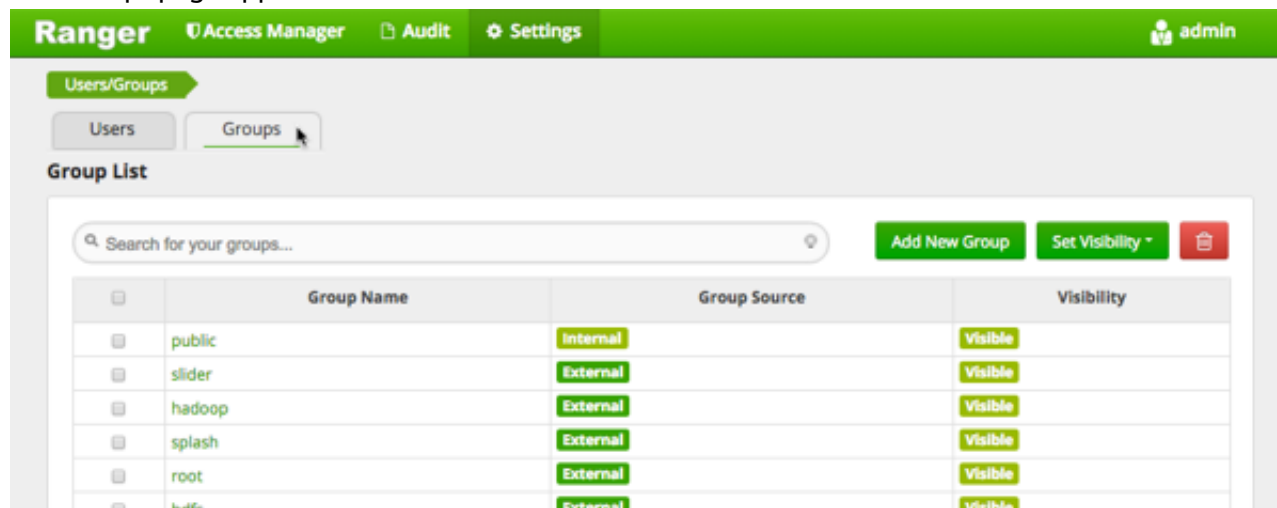 Ranger Access Manager Audit Settings admin
Users/Groups
Users Groups
Group List
Search for your groups... Add New Group Set Visibility
Group Name Group Source Visibility
public Internal Visible
slider External Visible
hadoop External Visible
splash External Visible
root External Visible
External Visible